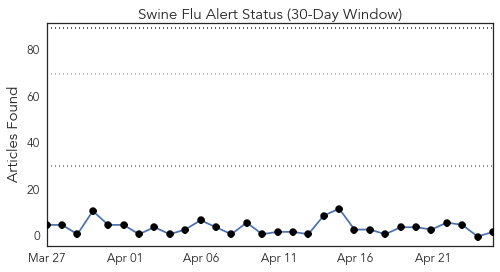 Swine Flu Alert Status (30-Day Window)
Articles Found
80
60
40
20
0
Mar 27 Apr 01 Apr 06 Apr 11 Apr 16 Apr 21